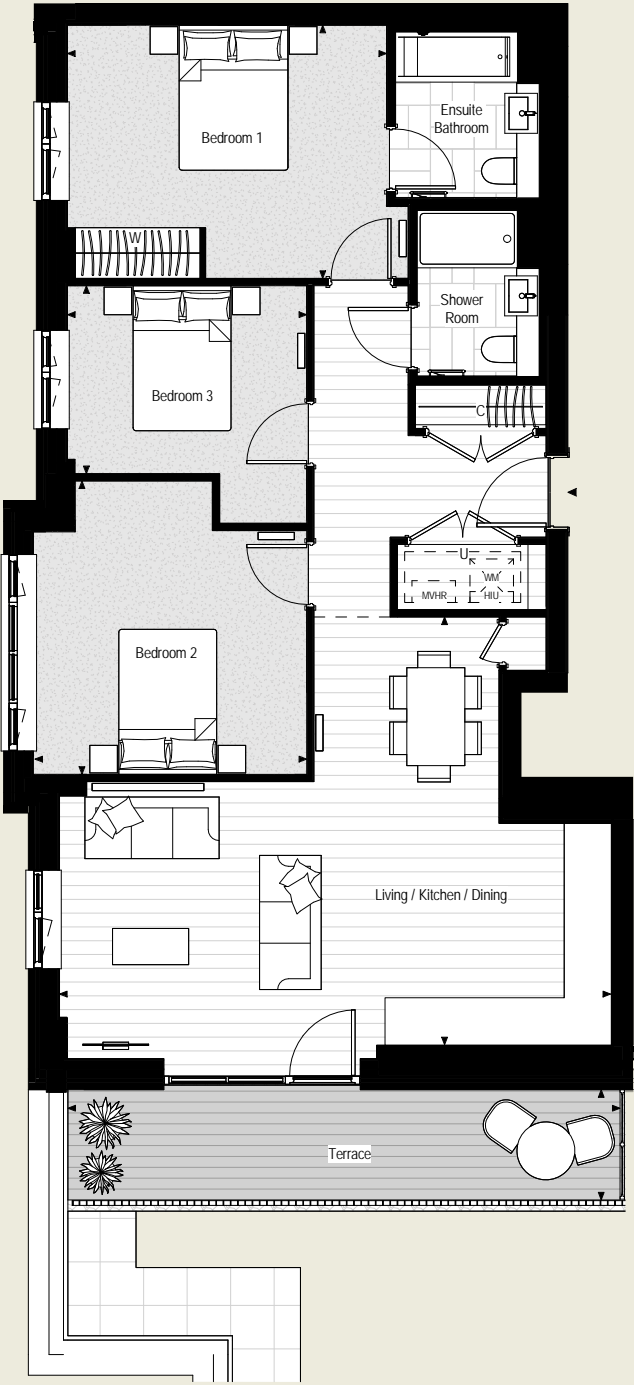 Ensuite
Bathroom
Bedroom 1
W
Shower
Room
Bedroom 3
C
U
WM
MVHR
HIU
Bedroom 2
Living / Kitchen / Dining
Terrace